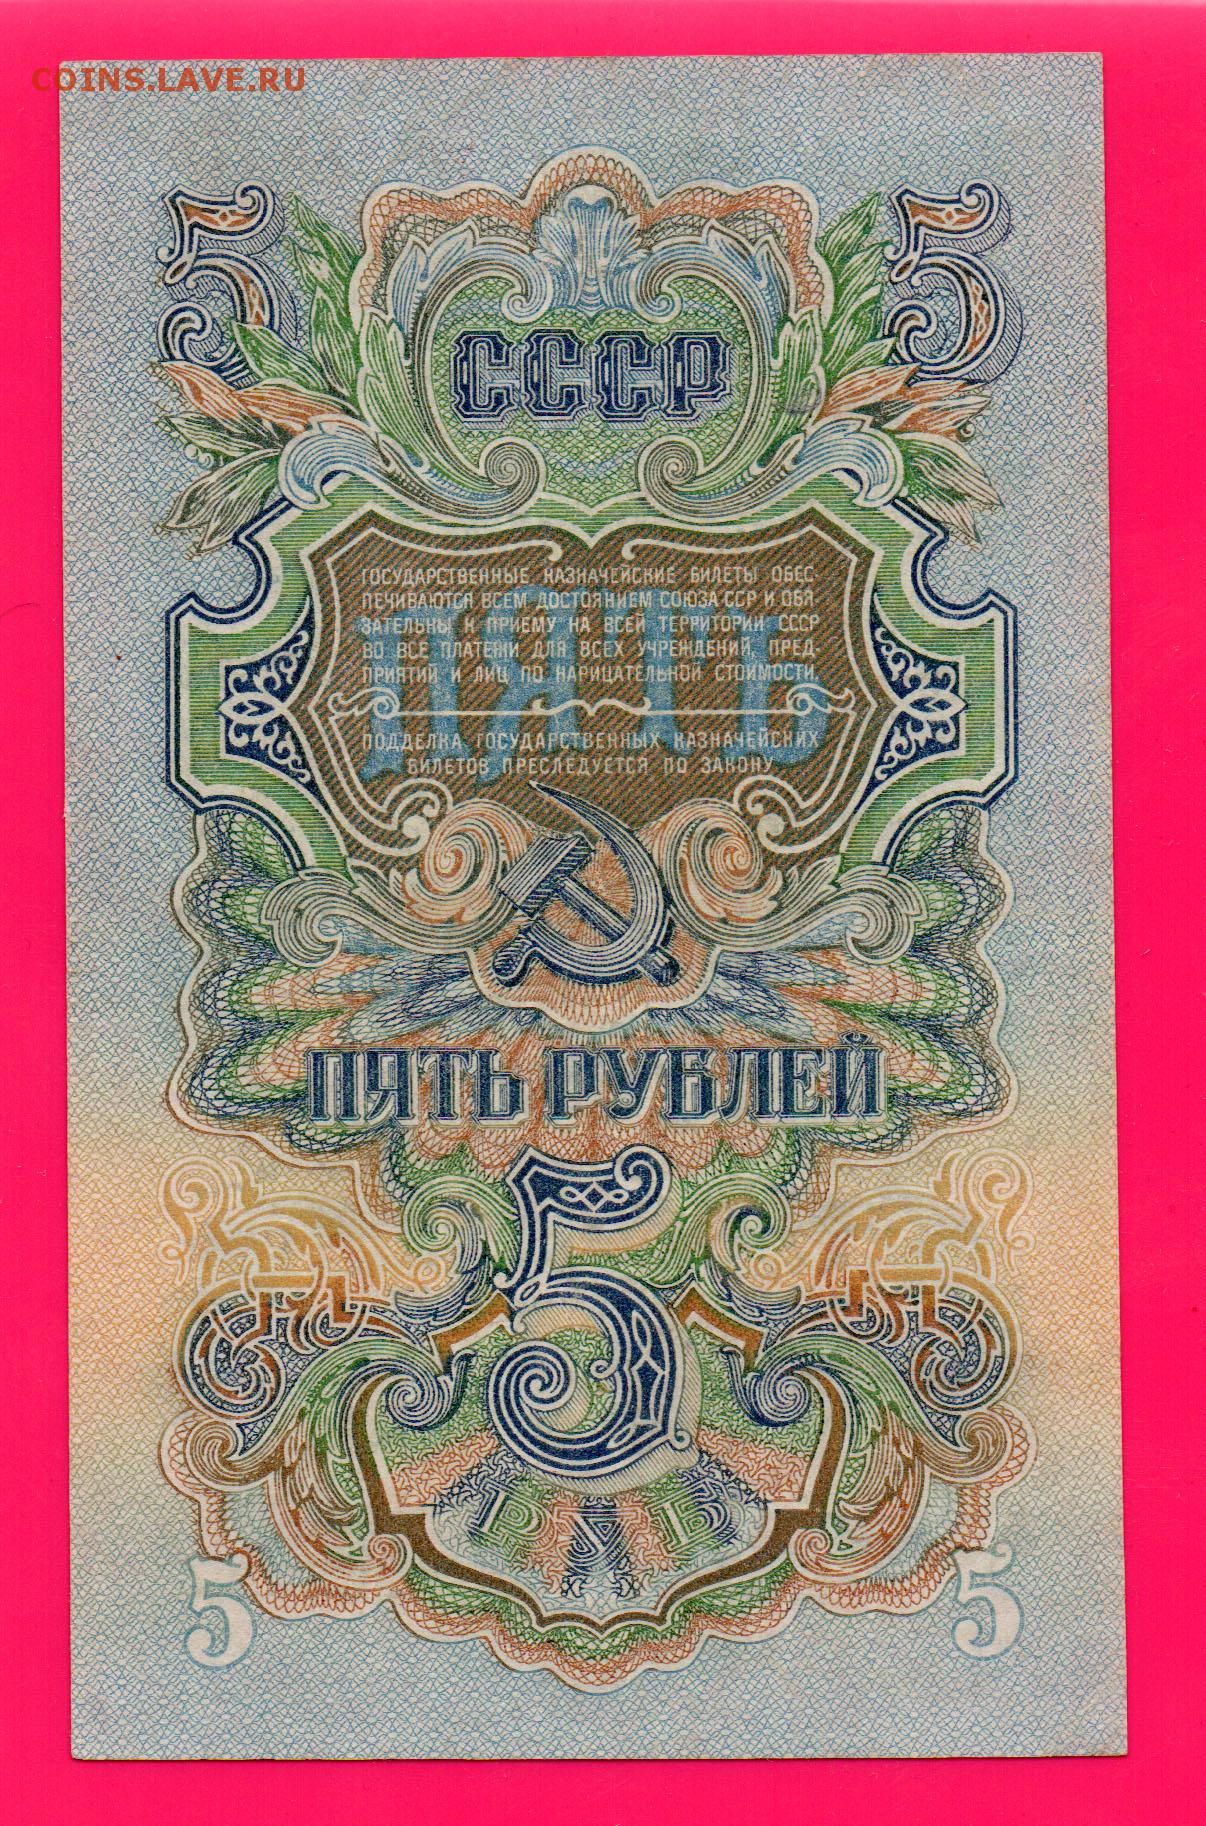 COINS.LAVE.RU
5 5
СССР
ГОСУДАРСТВЕННЫЕ КАЗНАЧЕЙСКИЕ БИЛЕТЫ ОБЕС-
ПЕЧИВАЮТСЯ ВСЕМ ДОСТОЯНИЕМ СОЮЗА ССР И ОБЯ
ЗАТЕЛЬНЫ К ПРИЕМУ НА ВСЕЙ ТЕРРИТОРИИ СССР
ВО ВСЕ ПЛАТЕЖИ ДЛЯ ВСЕХ УЧРЕЖДЕНИЙ, ПРЕД-
ПРИЯТИЙ И ЛИЦ ПО НАРИЦАТЕЛЬНОЙ СТОИМОСТИ.
ПЯТЬ
ПОДДЕЛКА ГОСУДАРСТВЕННЫХ КАЗНАЧЕЙСКИХ
БИЛЕТОВ ПРЕСЛЕДУЕТСЯ ПО ЗАКОНУ
ПЯТЬ РУБЛЕЙ
5
РУБ
5 5